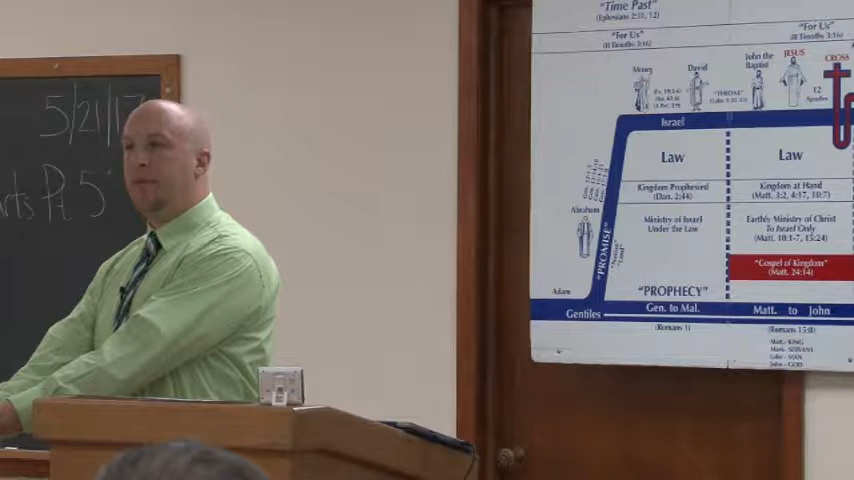 5/21/17
arts Pt 5
"Time Past"
(Ephesians 2:11, 12)
"For Us"
(II Timothy 3:16)
"For Us"
(II Timothy 3:16)
Moses
David
John the
Baptist
JESUS
CROSS
12
Apostles
Israel
Law
Law
Kingdom Prophesied
(Dan. 2:44)
Kingdom at Hand
(Matt. 3:2, 4:17, 10:7)
Abraham
"PROMISE"
"Nation"
"Land"
Ministry of Israel
Under the Law
Earthly Ministry of Christ
To Israel Only
(Matt. 10:1-7, 15:24)
"Gospel of Kingdom"
(Matt. 24:14)
Adam
"PROPHECY"
Gentiles
Gen. to Mal.
Matt. to John
(Romans 1)
(Romans 15:8)
Matt.- KING
Mark- SERVANT
Luke - MAN
John - GOD